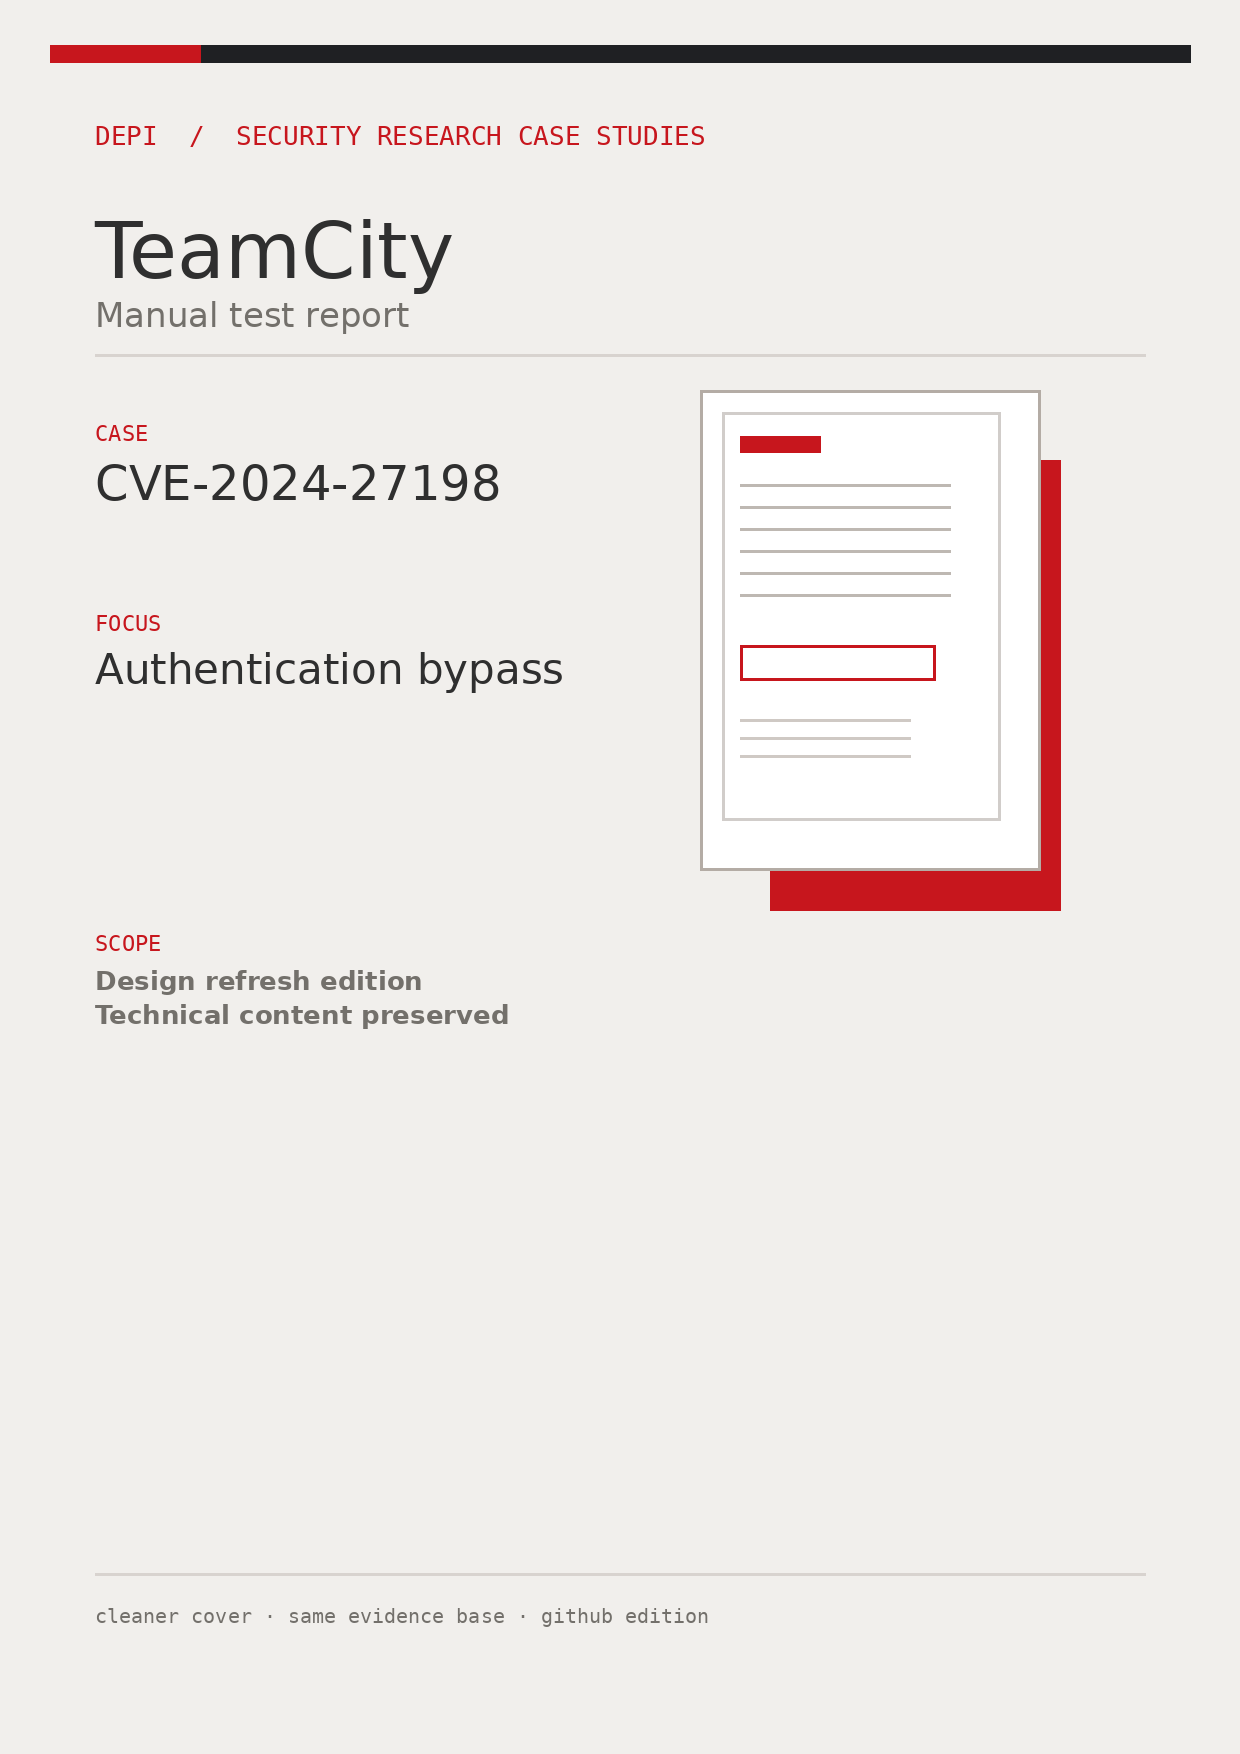 DEPI / SECURITY RESEARCH CASE STUDIES
TeamCity
Manual test report
CASE
CVE-2024-27198
FOCUS
Authentication bypass
SCOPE
Design refresh edition
Technical content preserved
cleaner cover · same evidence base · github edition